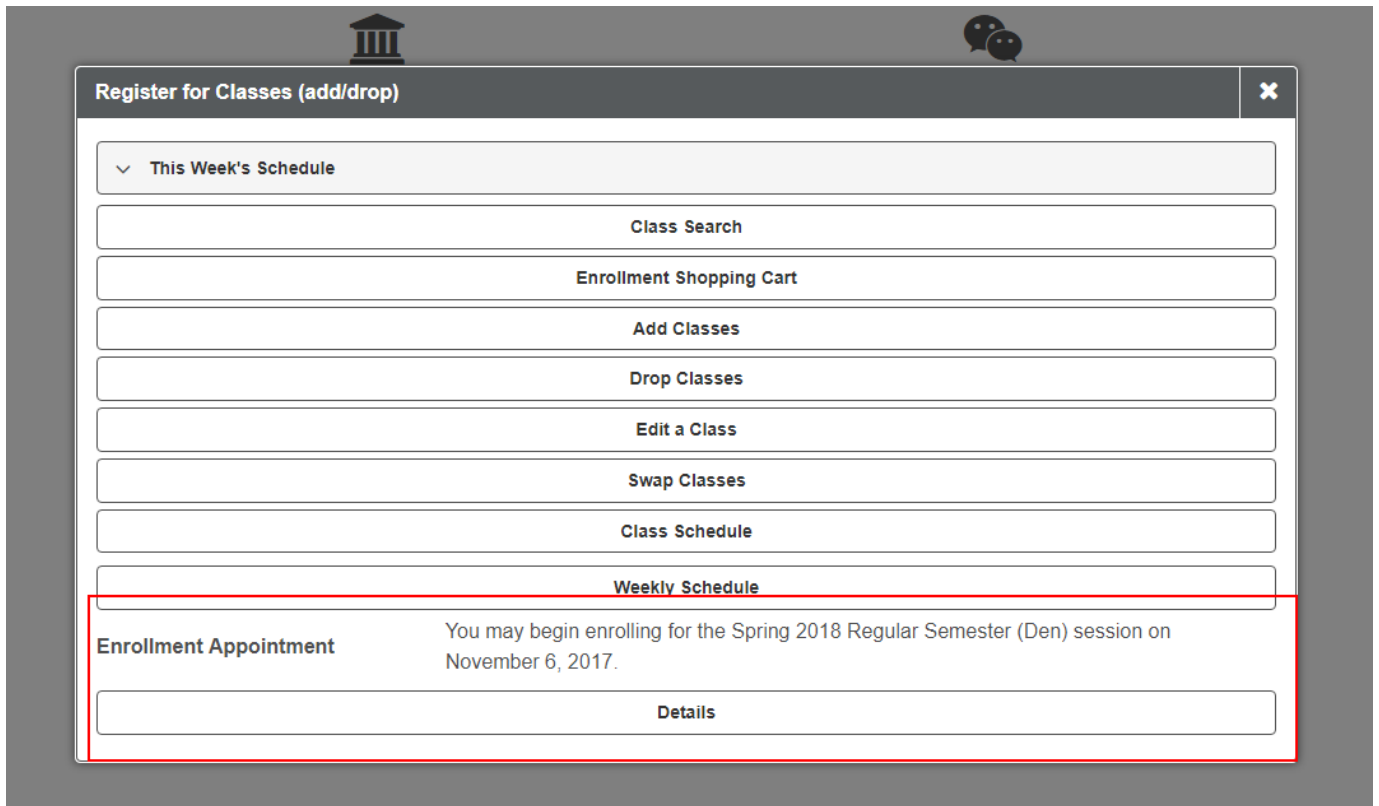 Register for Classes (add/drop)
This Week's Schedule
Class Search
Enrollment Shopping Cart
Add Classes
Drop Classes
Edit a Class
Swap Classes
Class Schedule
Weekly Schedule
Enrollment Appointment
You may begin enrolling for the Spring 2018 Regular Semester (Den) session on
November 6, 2017.
Details